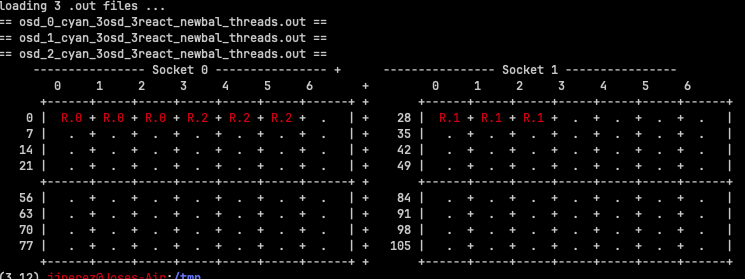 loading 3 .out files ...
== osd_0_cyan_3osd_3react_newbal_threads.out ==
== osd_1_cyan_3osd_3react_newbal_threads.out ==
== osd_2_cyan_3osd_3react_newbal_threads.out ==
     --------------- Socket 0 ---------------- +     --------------- Socket 1 ---------------
       0    1    2    3    4    5    6       +       0    1    2    3    4    5    6
     +----+----+----+----+----+----+------+ +     +----+----+----+----+----+----+------+
   0 |  R.0 + R.0 + R.0 + R.2 + R.2 + R.2 +  .   | +  28 |  R.1 + R.1 + R.1 +  .  +  .  +  .  +  .   |
   7 |   .  +  .  +  .  +  .  +  .  +  .  +  .   | +  35 |   .  +  .  +  .  +  .  +  .  +  .  +  .   |
  14 |   .  +  .  +  .  +  .  +  .  +  .  +  .   | +  42 |   .  +  .  +  .  +  .  +  .  +  .  +  .   |
  21 |   .  +  .  +  .  +  .  +  .  +  .  +  .   | +  49 |   .  +  .  +  .  +  .  +  .  +  .  +  .   |
     +----+----+----+----+----+----+------+ +     +----+----+----+----+----+----+------+
  56 |   .  +  .  +  .  +  .  +  .  +  .  +  .   | +  84 |   .  +  .  +  .  +  .  +  .  +  .  +  .   |
  63 |   .  +  .  +  .  +  .  +  .  +  .  +  .   | +  91 |   .  +  .  +  .  +  .  +  .  +  .  +  .   |
  70 |   .  +  .  +  .  +  .  +  .  +  .  +  .   | +  98 |   .  +  .  +  .  +  .  +  .  +  .  +  .   |
  77 |   .  +  .  +  .  +  .  +  .  +  .  +  .   | + 105 |   .  +  .  +  .  +  .  +  .  +  .  +  .   |
     +----+----+----+----+----+----+------+ +     +----+----+----+----+----+----+------+
(3.12) jjperez@Joses-Air:/tmp